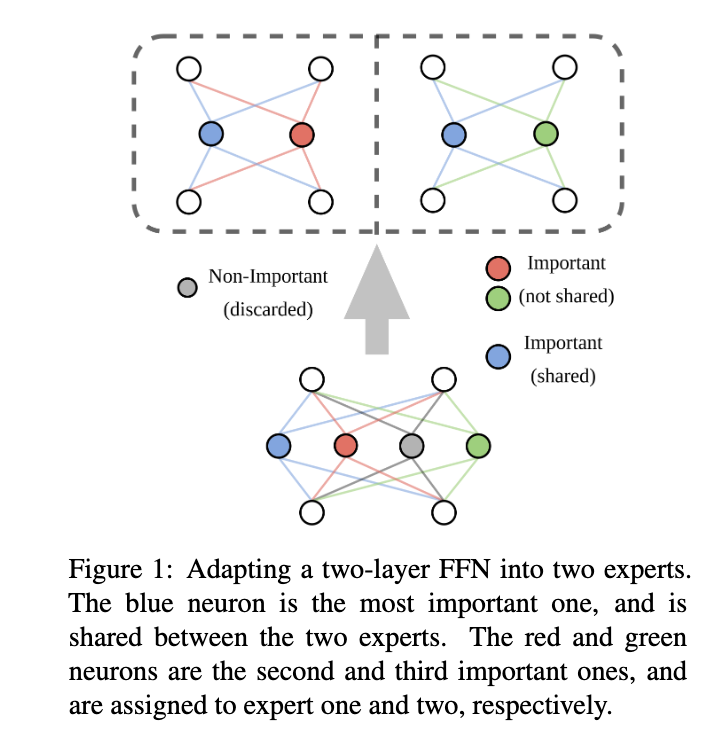 Non-Important
(discarded)
Important
(not shared)
Important
(shared)
Figure 1: Adapting a two-layer FFN into two experts.
The blue neuron is the most important one, and is
shared between the two experts. The red and green
neurons are the second and third important ones, and
are assigned to expert one and two, respectively.